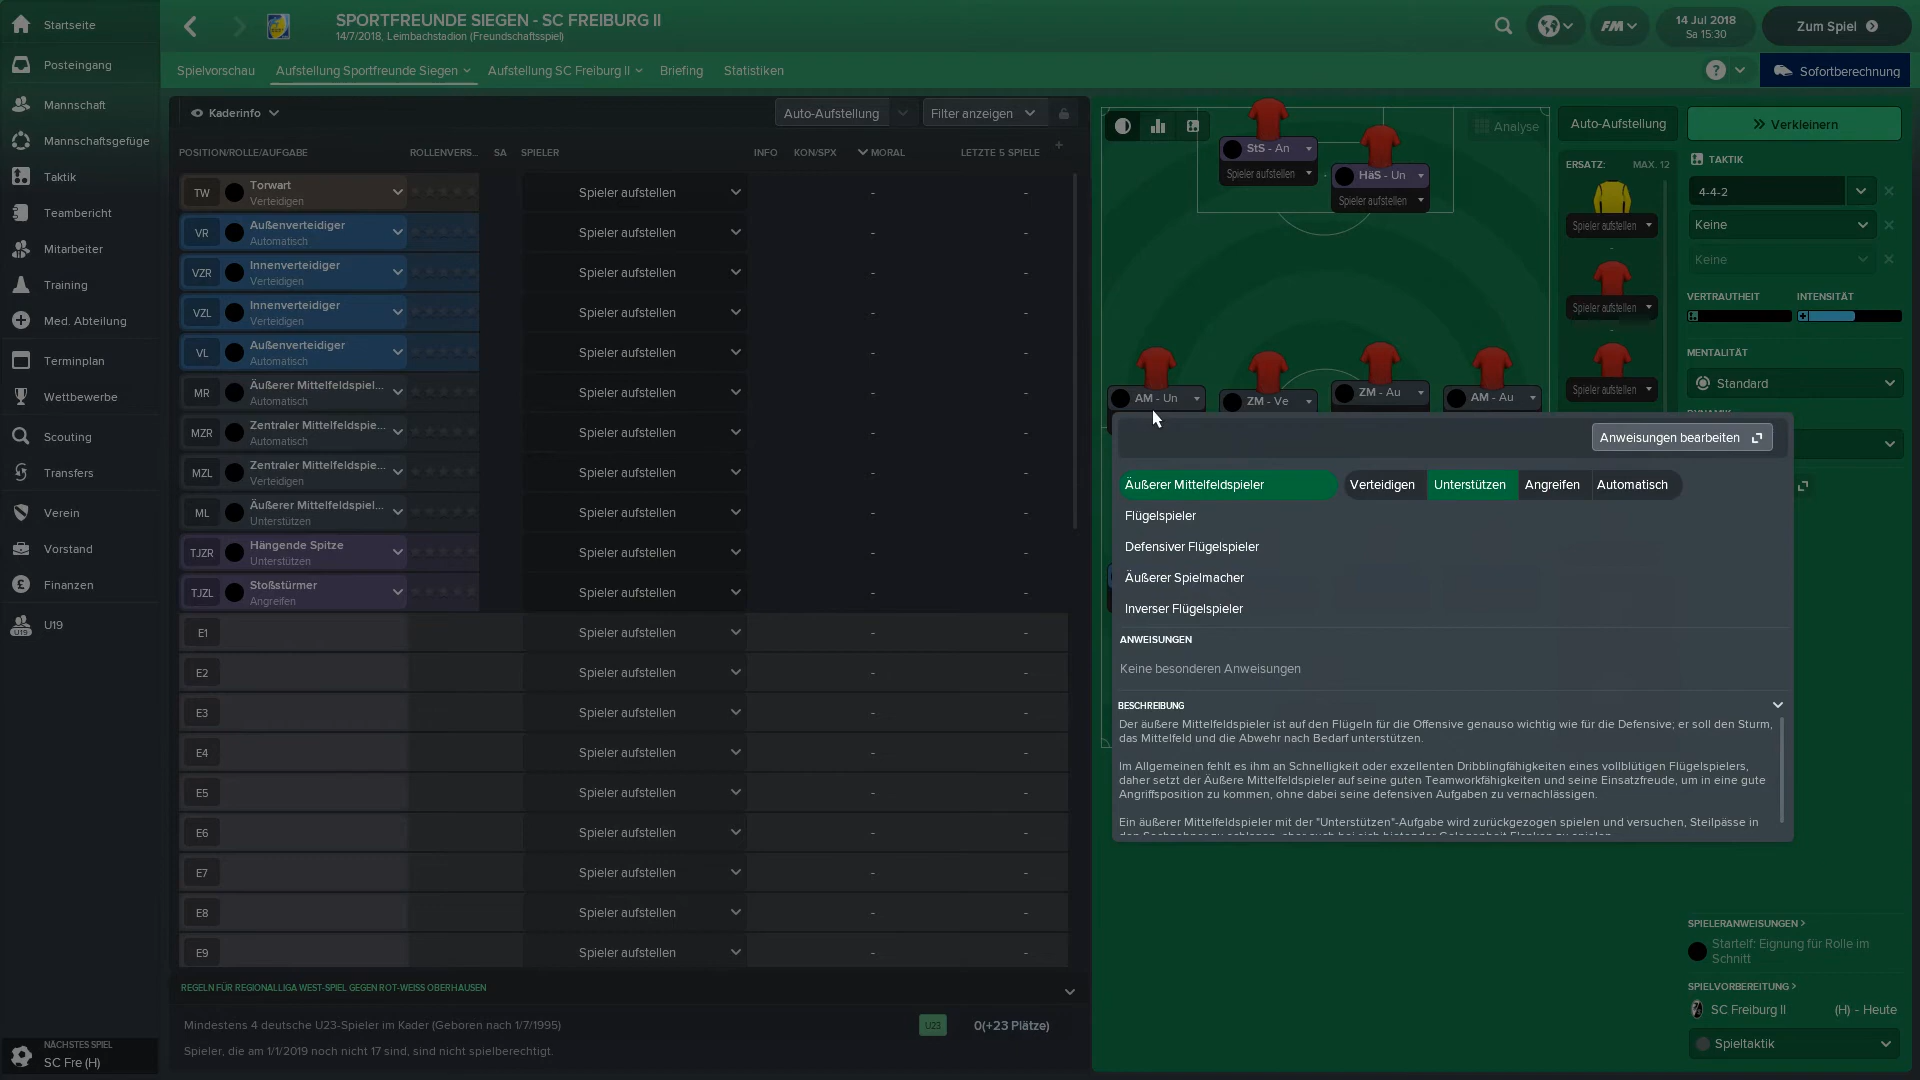 Startseite
Posteingang
Mannschaft
Mannschaftsgefüge
Taktik
Teambericht
Mitarbeiter
Training
Med. Abteilung
Terminplan
Wettbewerbe
Scouting
Transfers
Verein
Vorstand
Finanzen
U19
U19
NÄCHSTES SPIEL
SC Fre (H)
SPORTFREUNDE SIEGEN - SC FREIBURG II
14/7/2018, Leimbachstadion (Freundschaftsspiel)
FM
14 Jul 2018
Sa 15:30
Zum Spiel
Spielvorschau
Aufstellung Sportfreunde Siegen
Aufstellung SC Freiburg II
Briefing
Statistiken
?
Sofortberechnung
Kaderinfo
Auto-Aufstellung
Filter anzeigen
POSITION/ROLLE/AUFGABE ROLLENVERS... SA SPIELER INFO KON/SPX MORAL LETZTE 5 SPIELE +
TW Torwart Spieler aufstellen - -
Verteidigen
VR Außenverteidiger Spieler aufstellen - -
Automatisch
VZR Innenverteidiger Spieler aufstellen - -
Verteidigen
VZL Innenverteidiger Spieler aufstellen - -
Verteidigen
VL Außenverteidiger Spieler aufstellen - -
Automatisch
MR Äußerer Mittelfeldspiel... Spieler aufstellen - -
Automatisch
MZR Zentraler Mittelfeldspie... Spieler aufstellen - -
Automatisch
MZL Zentraler Mittelfeldspie... Spieler aufstellen - -
Verteidigen
ML Äußerer Mittelfeldspiel... Spieler aufstellen - -
Unterstützen
TJZR Hängende Spitze Spieler aufstellen - -
Unterstützen
TJZL Stoßstürmer Spieler aufstellen - -
Angreifen
E1 Spieler aufstellen - -
E2 Spieler aufstellen - -
E3 Spieler aufstellen - -
E4 Spieler aufstellen - -
E5 Spieler aufstellen - -
E6 Spieler aufstellen - -
E7 Spieler aufstellen - -
E8 Spieler aufstellen - -
E9 Spieler aufstellen - -
REGELN FÜR REGIONALLIGA WEST-SPIEL GEGEN ROT-WEISS OBERHAUSEN
Mindestens 4 deutsche U23-Spieler im Kader (Geboren nach 1/7/1995) U23 0(+23 Plätze)
Spieler, die am 1/1/2019 noch nicht 17 sind, sind nicht spielberechtigt.
Analyse
StS - An
Spieler aufstellen
HäS - Un
Spieler aufstellen
AM - Un
ZM - Ve
ZM - Au
AM - Au
Auto-Aufstellung
ERSATZ: MAX. 12
Spieler aufstellen
-
Spieler aufstellen
-
Spieler aufstellen
Verkleinern
TAKTIK
4-4-2
Keine
Keine
VERTRAUTHEIT INTENSITÄT
MENTALITÄT
Standard
Anweisungen bearbeiten
Äußerer Mittelfeldspieler Verteidigen Unterstützen Angreifen Automatisch
Flügelspieler
Defensiver Flügelspieler
Äußerer Spielmacher
Inverser Flügelspieler
ANWEISUNGEN
Keine besonderen Anweisungen
BESCHREIBUNG
Der äußere Mittelfeldspieler ist auf den Flügeln für die Offensive genauso wichtig wie für die Defensive; er soll den Sturm,
das Mittelfeld und die Abwehr nach Bedarf unterstützen.
Im Allgemeinen fehlt es ihm an Schnelligkeit oder exzellenten Dribblingfähigkeiten eines vollblütigen Flügelspielers,
daher setzt der Äußere Mittelfeldspieler auf seine guten Teamworkfähigkeiten und seine Einsatzfreude, um in eine gute
Angriffsposition zu kommen, ohne dabei seine defensiven Aufgaben zu vernachlässigen.
Ein äußerer Mittelfeldspieler mit der "Unterstützen"-Aufgabe wird zurückgezogen spielen und versuchen, Steilpässe in
SPIELERANWEISUNGEN >
Startelf: Eignung für Rolle im
Schnitt
SPIELVORBEREITUNG >
SC Freiburg II (H) - Heute
Spieltaktik